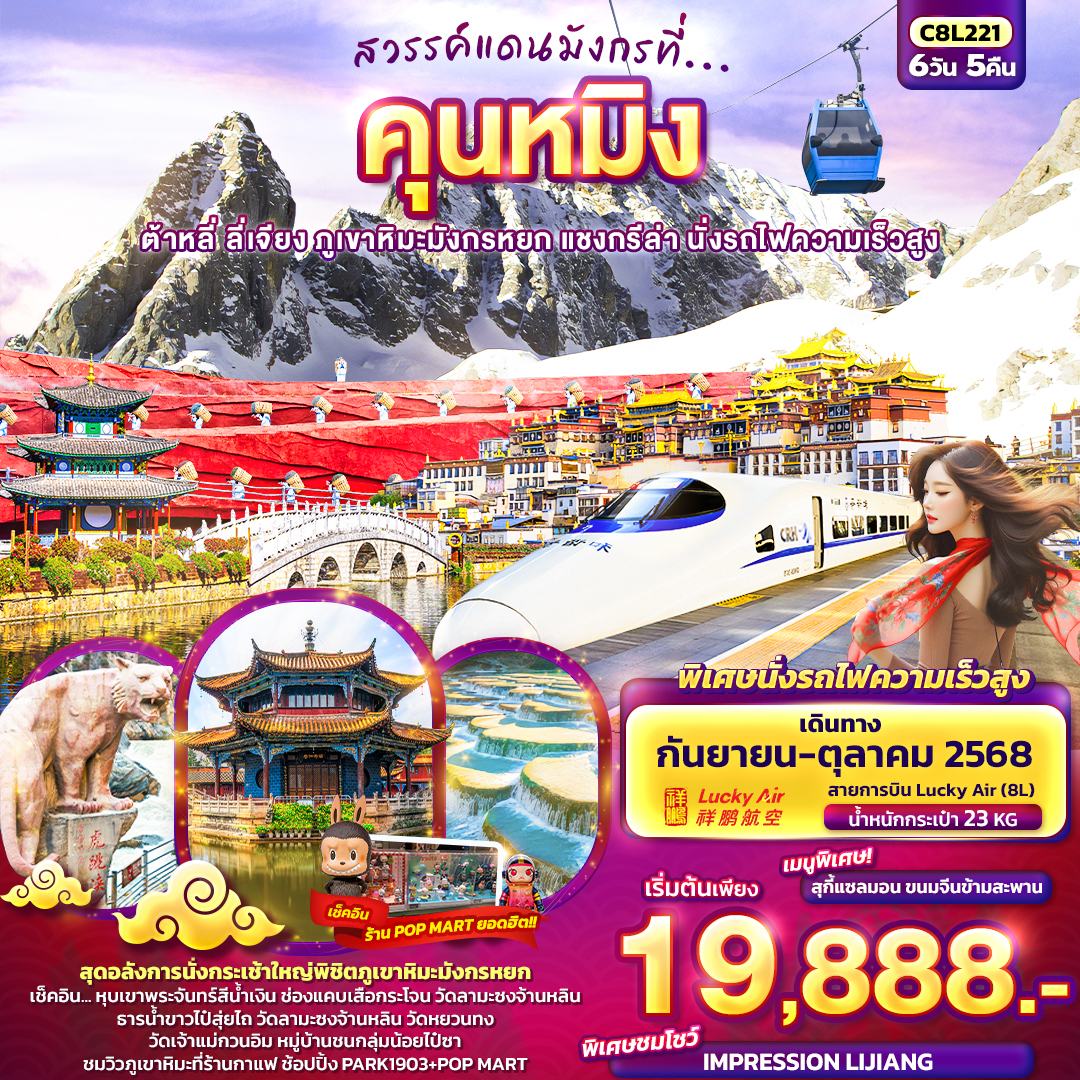 สวรรค์แดนมังกรที่...
C8L221
6วัน 5คืน
คุนหมิง
ต้าหลี่ ลี่เจียง ภูเขาหิมะมังกรหยก แชงกรีล่า นั่งรถไฟความเร็วสูง
CRH
虎跳
พิเศษนั่งรถไฟความเร็วสูง
เดินทาง
กันยายน-ตุลาคม 2568
สายการบิน Lucky Air (8L)
祥鹏
Lucky Air
祥鹏航空
น้ำหนักกระเป๋า 23 KG
เมนูพิเศษ!
สุกี้แซลมอน ขนมจีนข้ามสะพาน
เริ่มต้นเพียง
19,888.-
พิเศษชมโชว์
IMPRESSION LIJIANG
เช็คอิน
ร้าน POP MART ยอดฮิต!!
สุดอลังการนั่งกระเช้าใหญ่พิชิตภูเขาหิมะมังกรหยก
เช็คอิน... หุบเขาพระจันทร์สีน้ำเงิน ช่องแคบเสือกระโจน วัดลามะซงจ้านหลิน
ธารน้ำขาวไป๋สุ่ยไถ วัดลามะซงจ้านหลิน วัดหยวนทง
วัดเจ้าแม่กวนอิม หมู่บ้านชนกลุ่มน้อยไป๋ซา
ชมวิวภูเขาหิมะที่ร้านกาแฟ ช้อปปิ้ง PARK1903+POP MART